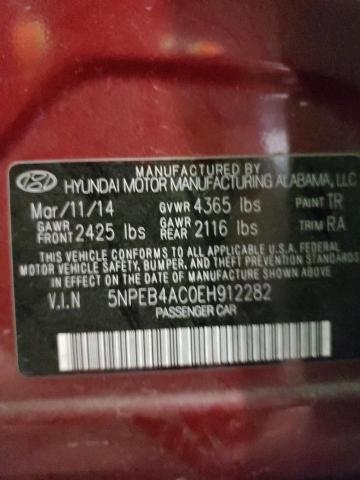 MANUFACTURED BY
HYUNDAI MOTOR MANUFACTURING ALABAMA, LLC
Mar/11/14 GVWR 4365 lbs PAINT TR
GAWR FRONT 2425 lbs GAWR REAR 2116 lbs TRIM RA
THIS VEHICLE CONFORMS TO ALL APPLICABLE U.S.A. FEDERAL
MOTOR VEHICLE SAFETY, BUMPER, AND THEFT PREVENTION
STANDARDS IN EFFECT ON THE DATE OF MANUFACTURE SHOWN ABOVE.
V.I.N 5NPEB4AC0EH912282
PASSENGER CAR